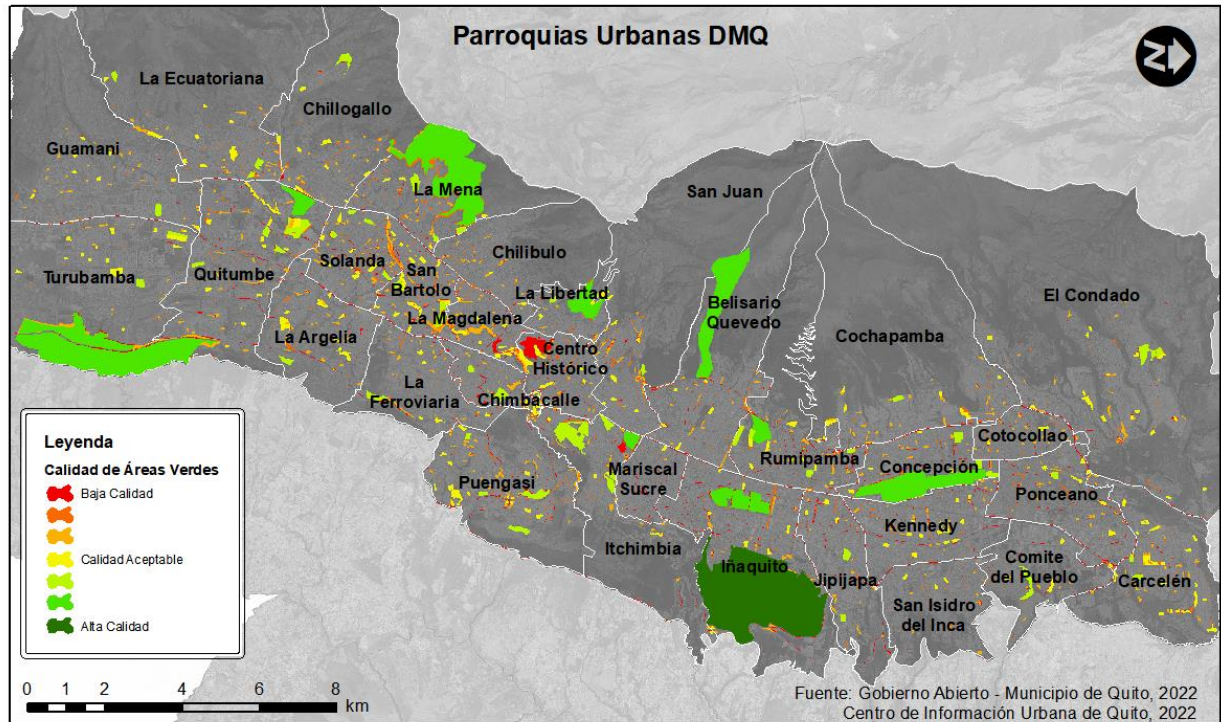 Parroquias Urbanas DMQ
N
La Ecuatoriana
Chillogallo
Guamani
La Mena
San Juan
Chilibulo
Solanda
San
Bartolo
Turubamba
Quitumbe
La Libertad
Belisario
Quevedo
El Condado
La Magdalena
Cochapamba
La Argelia
Centro
Histórico
La
Ferroviaria
Chimbacalle
Cotocollao
Rumipamba
Concepción
Mariscal
Sucre
Puengasi
Ponceano
Kennedy
Itchimbia
Iñaquito
Jipijapa
Comite
del Pueblo
Carcelén
San Isidro
del Inca
Leyenda
Calidad de Áreas Verdes
Baja Calidad
Calidad Aceptable
Alta Calidad
0 1 2 4 6 8
km
Fuente: Gobierno Abierto - Municipio de Quito, 2022
Centro de Información Urbana de Quito, 2022